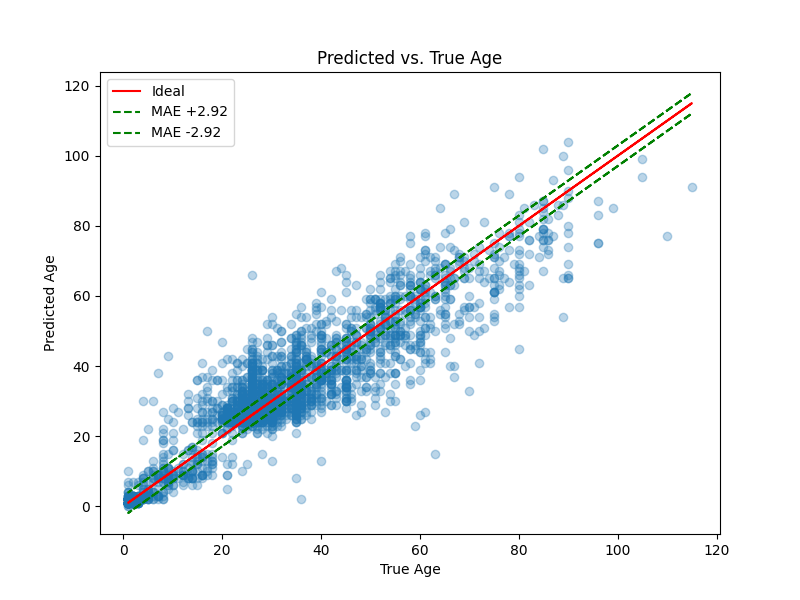 Predicted vs. True Age
Ideal
MAE +2.92
MAE -2.92
120
100
80
60
40
20
0
Predicted Age
0 20 40 60 80 100 120
True Age